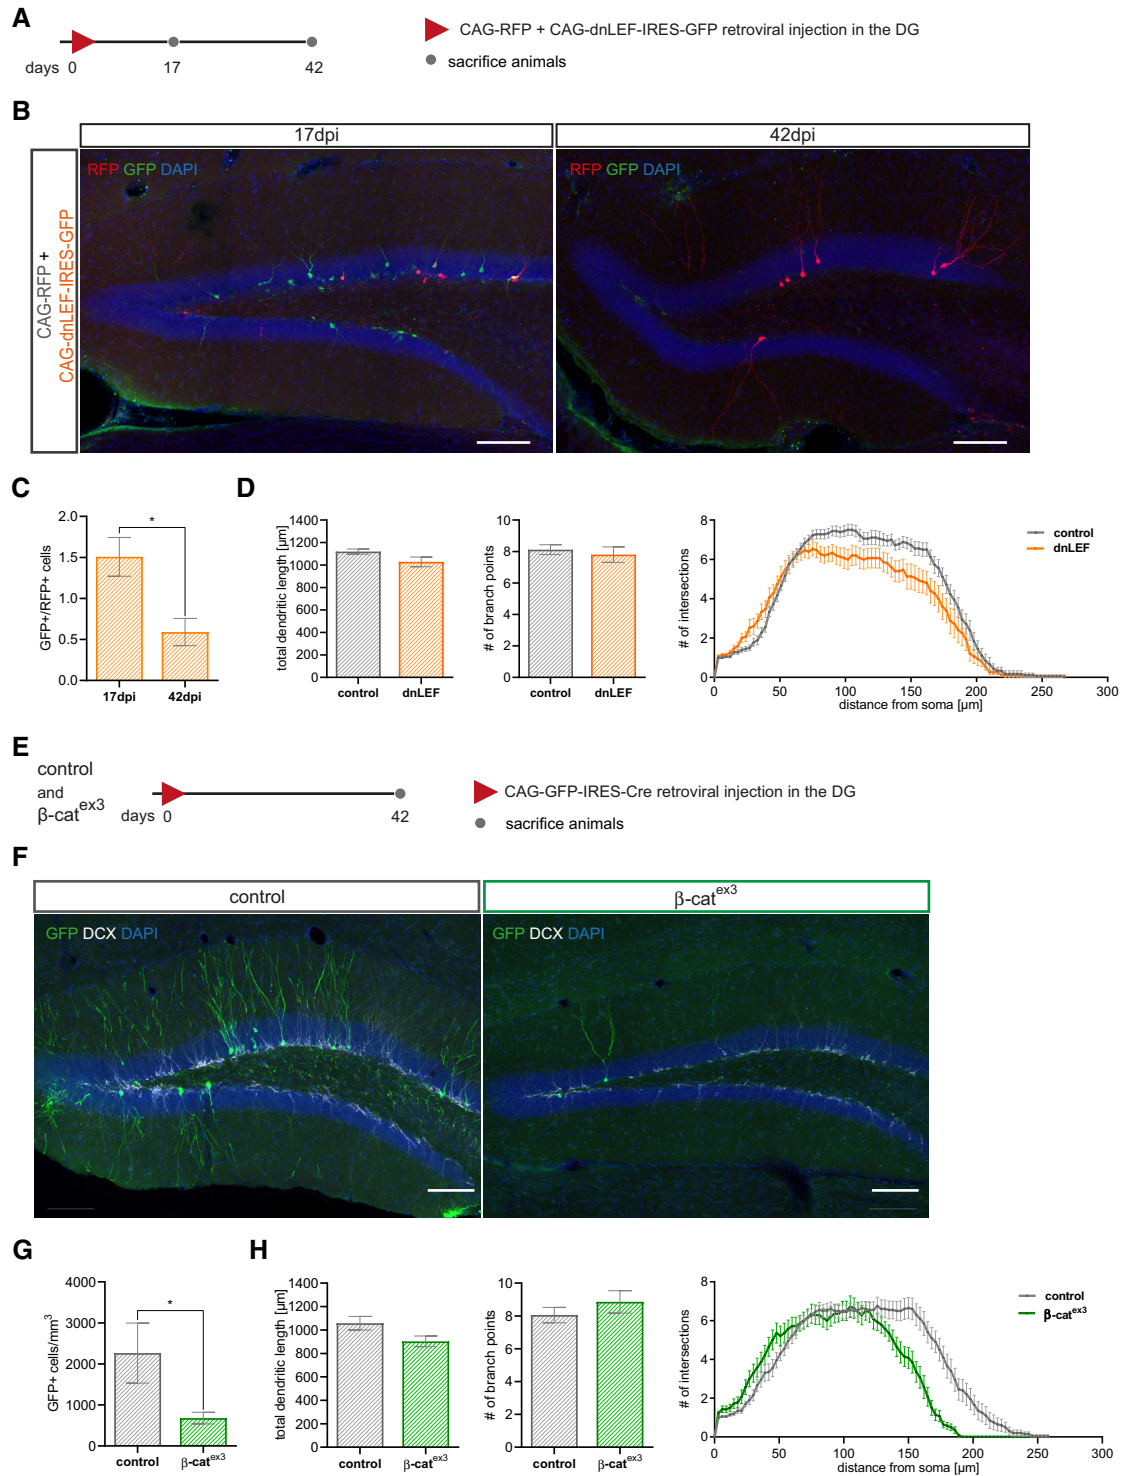 A
days 0 17 42
CAG-RFP + CAG-dnLEF-IRES-GFP retroviral injection in the DG
sacrifice animals
B
17dpi 42dpi
CAG-RFP +
CAG-dnLEF-IRES-GFP
RFP GFP DAPI
RFP GFP DAPI
C
GFP+/RFP+ cells
2.0
1.5
1.0
0.5
0.0
17dpi 42dpi
D
total dendritic length [µm]
1400
1200
1000
800
600
400
200
0
control dnLEF
# of branch points
10
8
6
4
2
0
control dnLEF
# of intersections
8
6
4
2
0
0 50 100 150 200 250 300
distance from soma [µm]
control
dnLEF
*
E
control
and
β-cat^ex3
days 0 42
CAG-GFP-IRES-Cre retroviral injection in the DG
sacrifice animals
F
control β-cat^ex3
GFP DCX DAPI
GFP DCX DAPI
G
GFP+ cells/mm³
4000
3000
2000
1000
0
*
control β-cat^ex3
H
total dendritic length [µm]
1400
1200
1000
800
600
400
200
0
control β-cat^ex3
# of branch points
10
8
6
4
2
0
control β-cat^ex3
# of intersections
8
6
4
2
0
0 50 100 150 200 250 300
distance from soma [µm]
control
β-cat^ex3